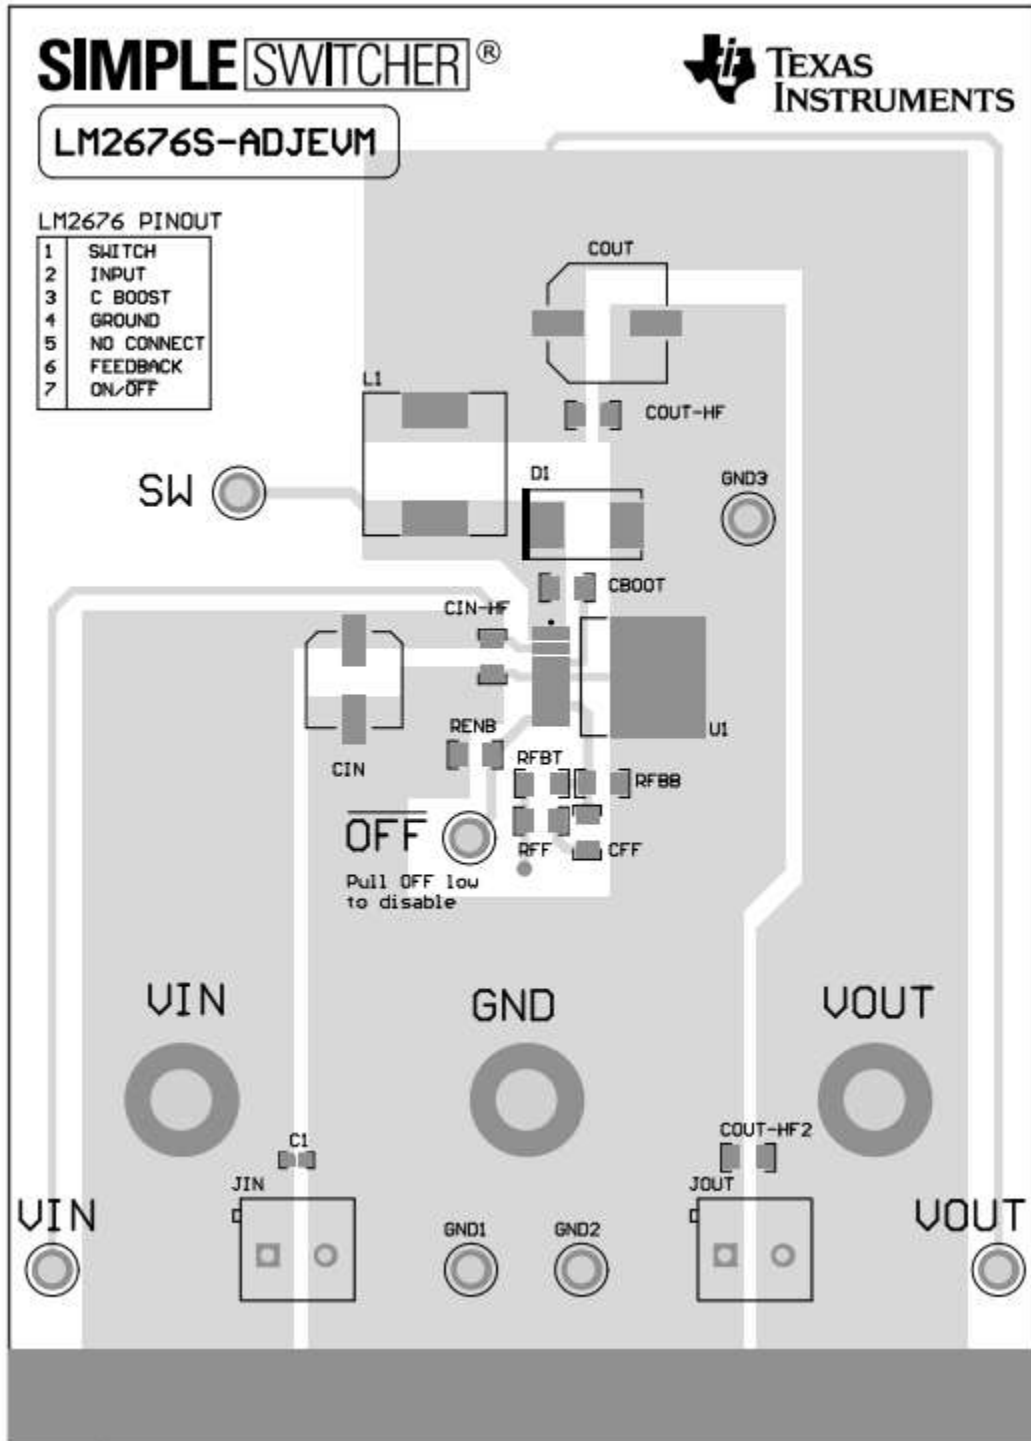 SIMPLE SWITCHER®
TEXAS INSTRUMENTS
LM2676S-ADJEVM
LM2676 PINOUT
1 SWITCH
2 INPUT
3 C BOOST
4 GROUND
5 NO CONNECT
6 FEEDBACK
7 ON/OFF
COUT
L1
COUT-HF
D1
GND3
SW
CBOOT
CIN-HF
RENB
U1
CIN
RFBT
RFBB
OFF
RFF
CFF
Pull OFF low
to disable
VIN
GND
VOUT
C1
COUT-HF2
JIN
JOUT
VIN
GND1
GND2
VOUT